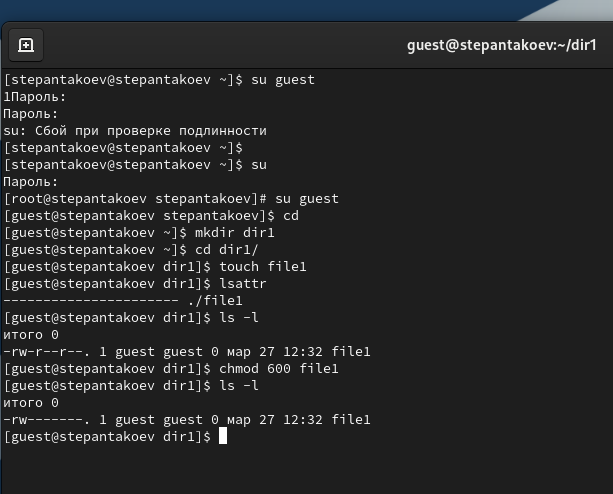 guest@stepantakoev:~/dir1
[stepantakoev@stepantakoev ~]$ su guest
1Пароль:
Пароль:
su: Сбой при проверке подлинности
[stepantakoev@stepantakoev ~]$
[stepantakoev@stepantakoev ~]$ su
Пароль:
[root@stepantakoev stepantakoev]# su guest
[guest@stepantakoev stepantakoev]$ cd
[guest@stepantakoev ~]$ mkdir dir1
[guest@stepantakoev ~]$ cd dir1/
[guest@stepantakoev dir1]$ touch file1
[guest@stepantakoev dir1]$ lsattr
---------------------- ./file1
[guest@stepantakoev dir1]$ ls -l
итого 0
-rw-r--r--. 1 guest guest 0 мар 27 12:32 file1
[guest@stepantakoev dir1]$ chmod 600 file1
[guest@stepantakoev dir1]$ ls -l
итого 0
-rw-------. 1 guest guest 0 мар 27 12:32 file1
[guest@stepantakoev dir1]$